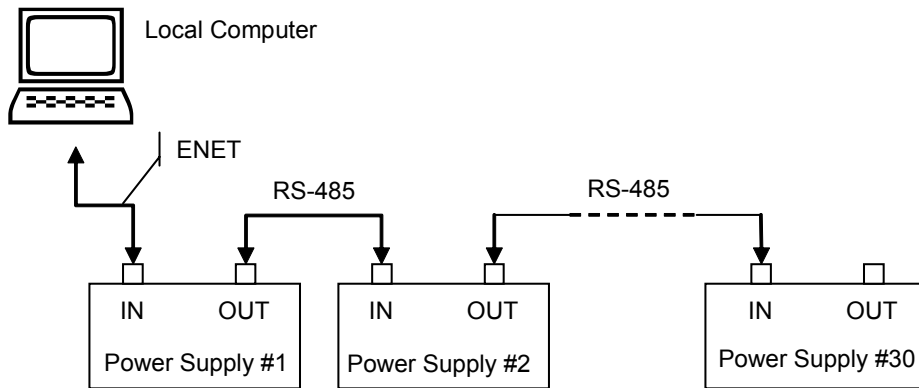 Local Computer
ENET
RS-485
RS-485
IN
OUT
Power Supply #1
IN
OUT
Power Supply #2
IN
OUT
Power Supply #30